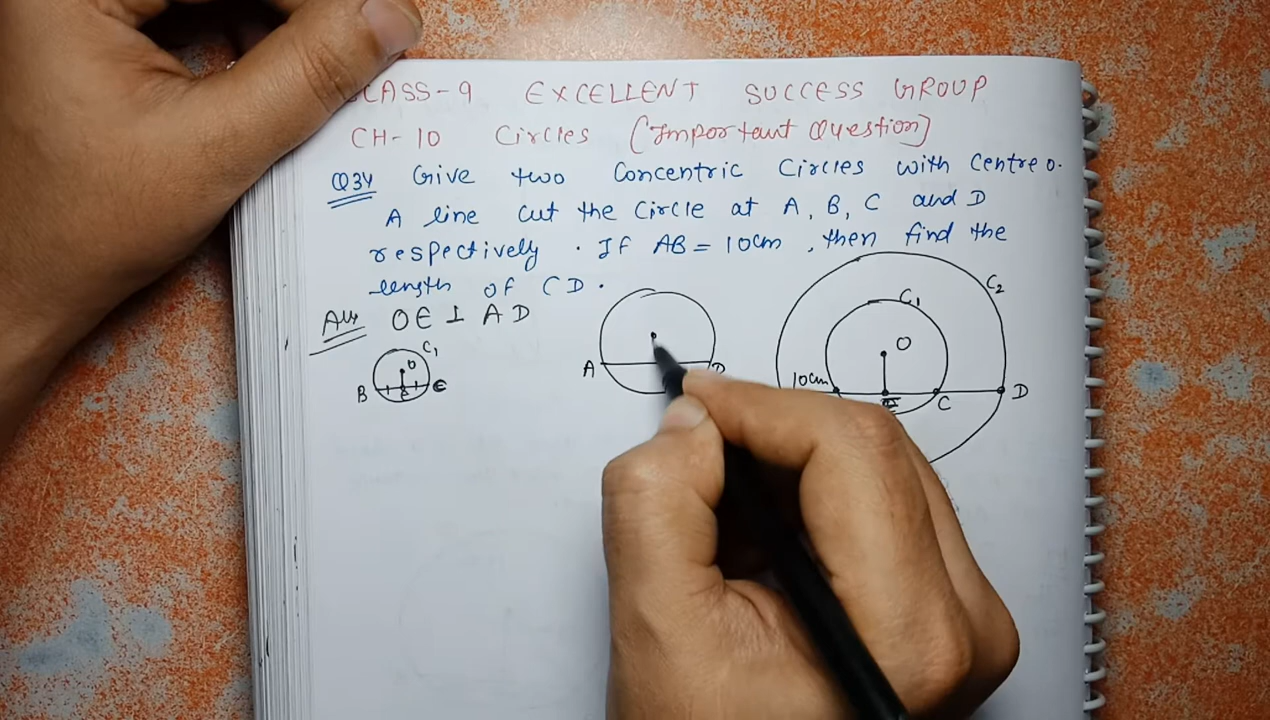 CLASS-9 EXCELLENT SUCCESS GROUP
CH-10 Circles (Important Question)
Q34 Give two Concentric Circles with Centre O.
A line cut the Circle at A, B, C and D
respectively. If AB = 10cm, then find the
length of CD.
Ans OE ⊥ AD
C₁
O
B E C
A D
C₂
C₁
O
10cm
E C D